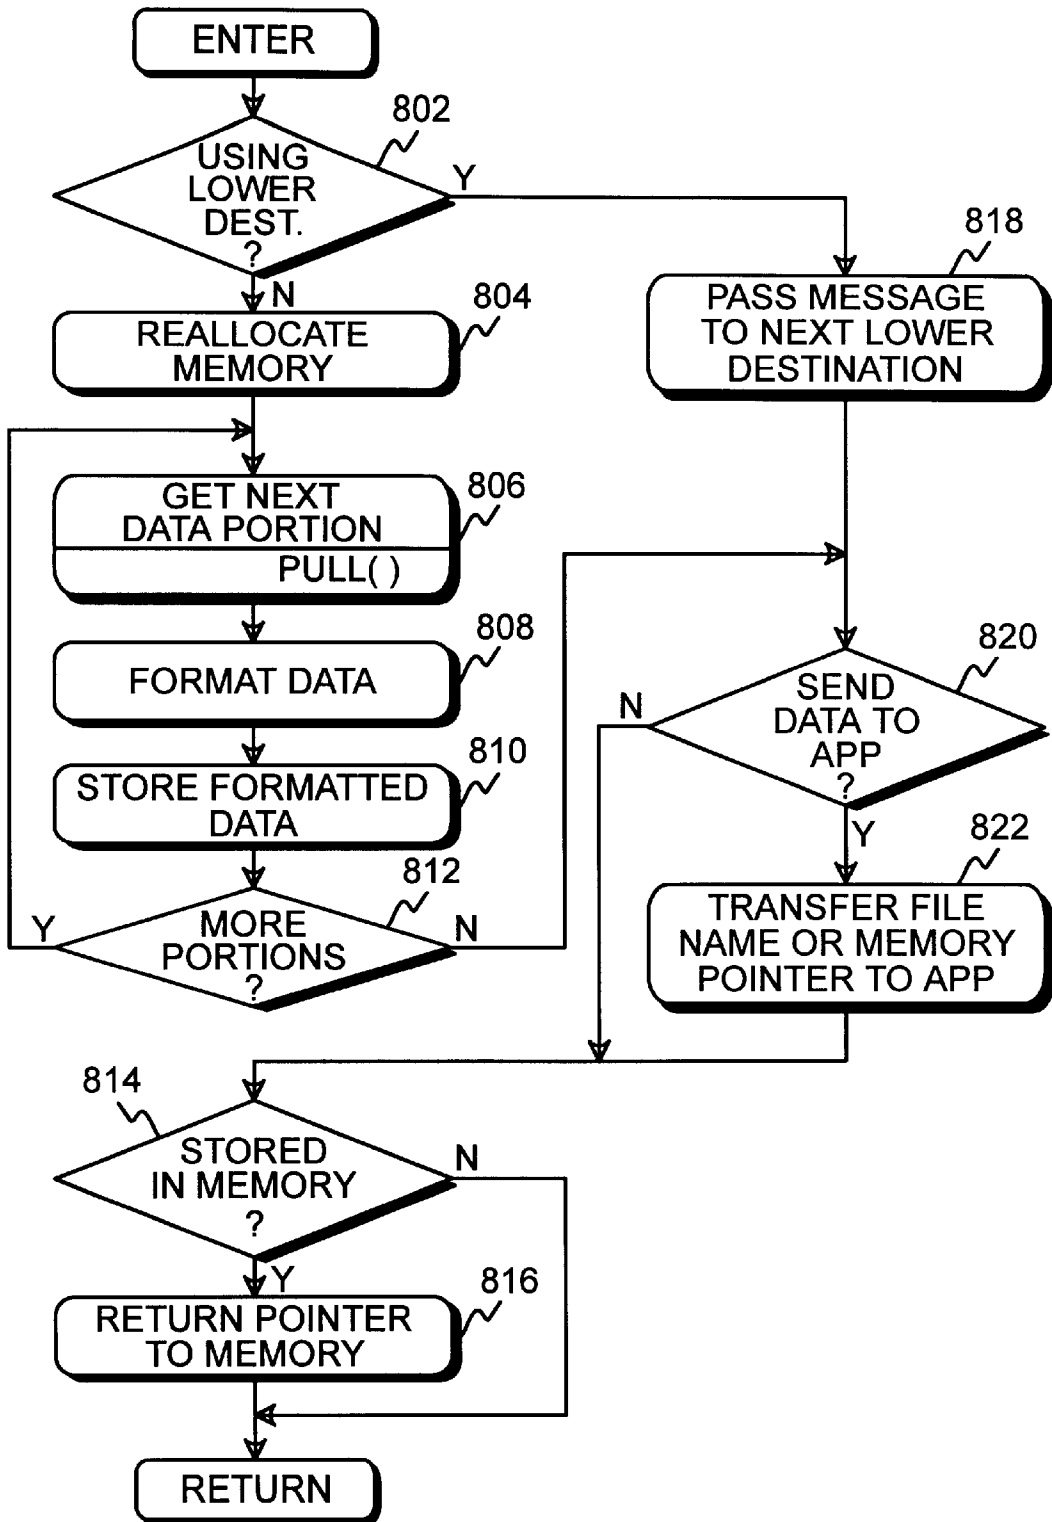 ENTER
802
USING
LOWER
DEST.
?
Y
N
818
PASS MESSAGE
TO NEXT LOWER
DESTINATION
804
REALLOCATE
MEMORY
806
GET NEXT
DATA PORTION
PULL( )
808
FORMAT DATA
810
STORE FORMATTED
DATA
812
MORE
PORTIONS
?
Y
N
820
SEND
DATA TO
APP
?
N
Y
822
TRANSFER FILE
NAME OR MEMORY
POINTER TO APP
814
STORED
IN MEMORY
?
N
Y
816
RETURN POINTER
TO MEMORY
RETURN